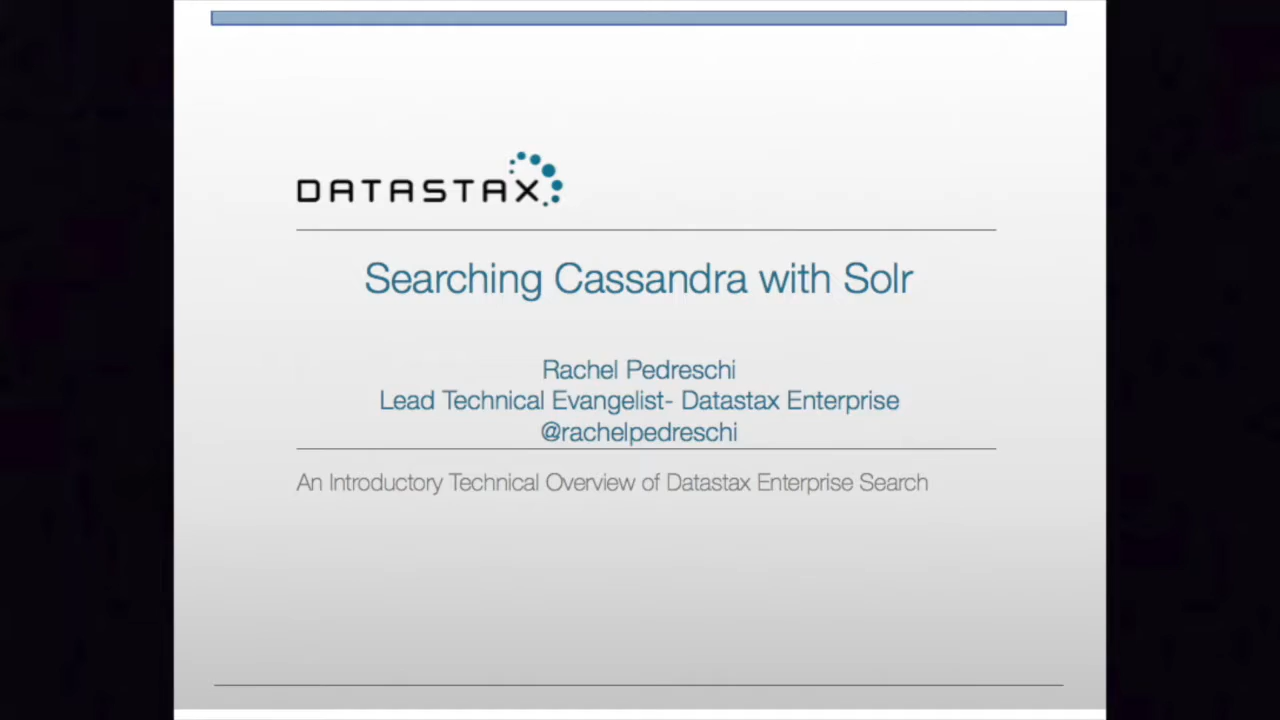 DATASTAX
Searching Cassandra with Solr
Rachel Pedreschi
Lead Technical Evangelist- Datastax Enterprise
@rachelpedreschi
An Introductory Technical Overview of Datastax Enterprise Search